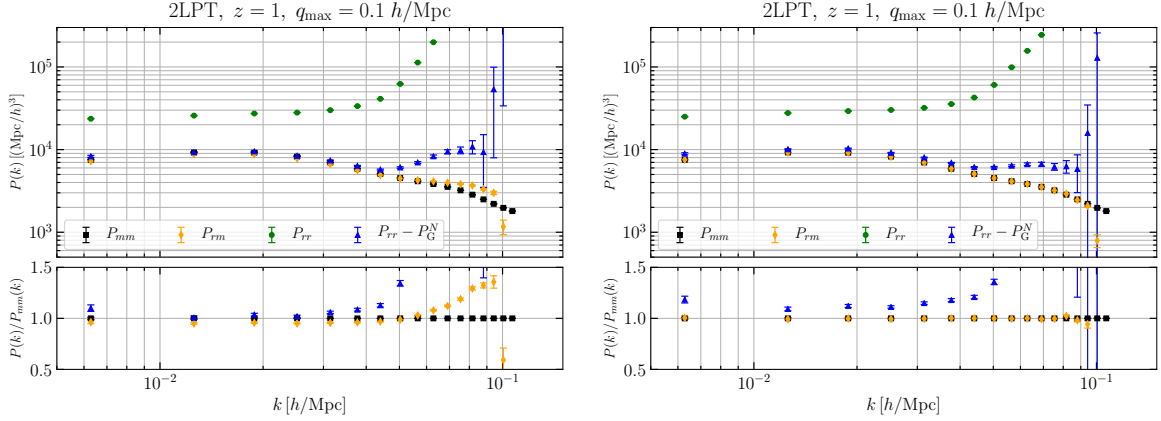 2LPT, z = 1, q_max = 0.1 h/Mpc
10^5
10^4
10^3
P(k) [(Mpc/h)^3]
P_mm P_rm P_rr P_rr − P_G^N
1.5
1.0
0.5
P(k)/P_mm(k)
10^−2 10^−1
k [h/Mpc]
2LPT, z = 1, q_max = 0.1 h/Mpc
10^5
10^4
10^3
P(k) [(Mpc/h)^3]
P_mm P_rm P_rr P_rr − P_G^N
1.5
1.0
0.5
P(k)/P_mm(k)
10^−2 10^−1
k [h/Mpc]